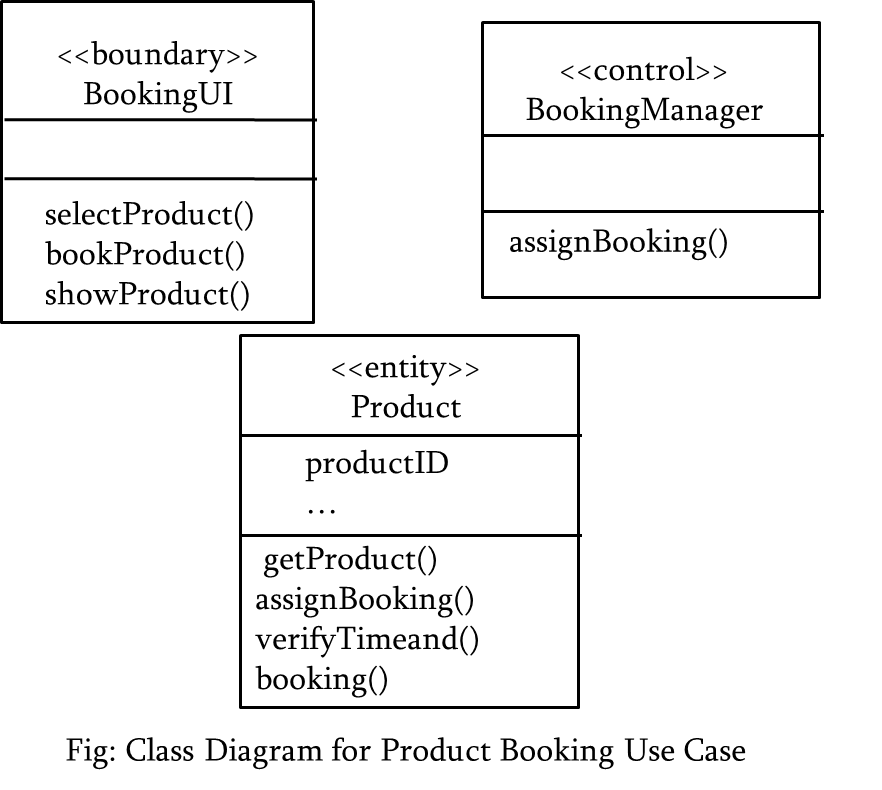 <<boundary>>
BookingUI
selectProduct()
bookProduct()
showProduct()
<<control>>
BookingManager
assignBooking()
<<entity>>
Product
productID
...
getProduct()
assignBooking()
verifyTimeand()
booking()
Fig: Class Diagram for Product Booking Use Case